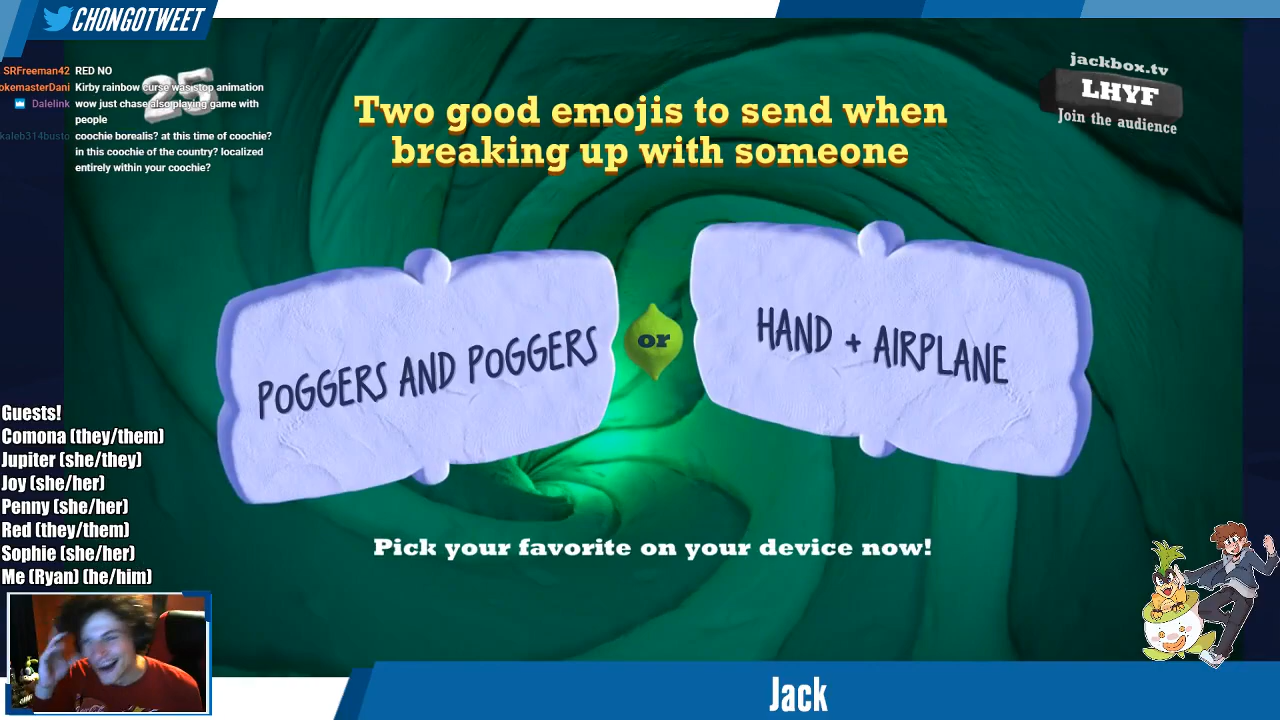 CHONGOTWEET
SRFreeman42 RED NO
okemasterDani Kirby rainbow curse was stop animation
Dalelink wow just chase also playing game with
people
kaleb314busto coochie borealis? at this time of coochie?
in this coochie of the country? localized
entirely within your coochie?
25
jackbox.tv
LHYF
Join the audience
Two good emojis to send when
breaking up with someone
POGGERS AND POGGERS
or
HAND + AIRPLANE
Pick your favorite on your device now!
Guests!
Comona (they/them)
Jupiter (she/they)
Joy (she/her)
Penny (she/her)
Red (they/them)
Sophie (she/her)
Me (Ryan) (he/him)
Jack